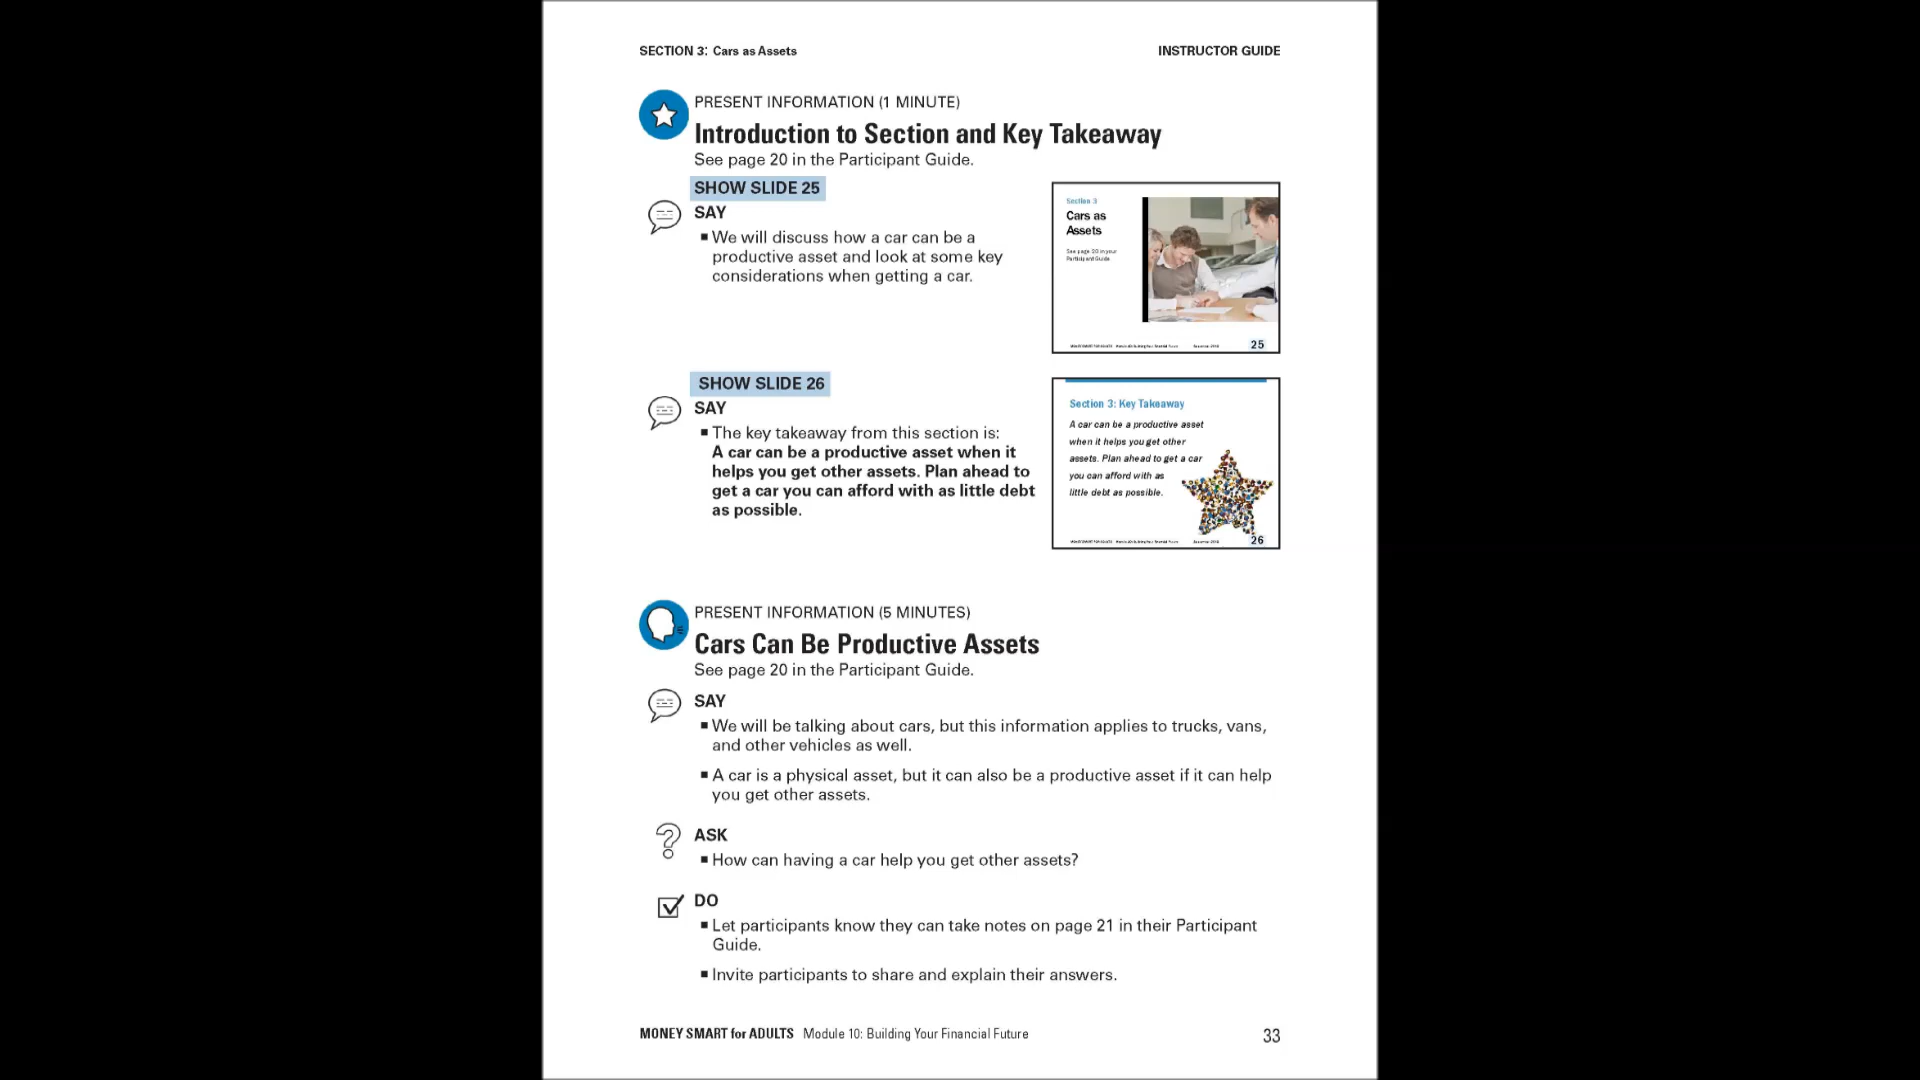 SECTION 3: Cars as Assets
INSTRUCTOR GUIDE
PRESENT INFORMATION (1 MINUTE)
Introduction to Section and Key Takeaway
See page 20 in the Participant Guide.
SHOW SLIDE 25
SAY
▪ We will discuss how a car can be a
productive asset and look at some key
considerations when getting a car.
Section 3
Cars as
Assets
See page 20 in your
Participant Guide
25
SHOW SLIDE 26
SAY
▪ The key takeaway from this section is:
A car can be a productive asset when it
helps you get other assets. Plan ahead to
get a car you can afford with as little debt
as possible.
Section 3: Key Takeaway
A car can be a productive asset
when it helps you get other
assets. Plan ahead to get a car
you can afford with as
little debt as possible.
26
PRESENT INFORMATION (5 MINUTES)
Cars Can Be Productive Assets
See page 20 in the Participant Guide.
SAY
▪ We will be talking about cars, but this information applies to trucks, vans,
and other vehicles as well.
▪ A car is a physical asset, but it can also be a productive asset if it can help
you get other assets.
ASK
▪ How can having a car help you get other assets?
DO
▪ Let participants know they can take notes on page 21 in their Participant
Guide.
▪ Invite participants to share and explain their answers.
MONEY SMART for ADULTS Module 10: Building Your Financial Future
33